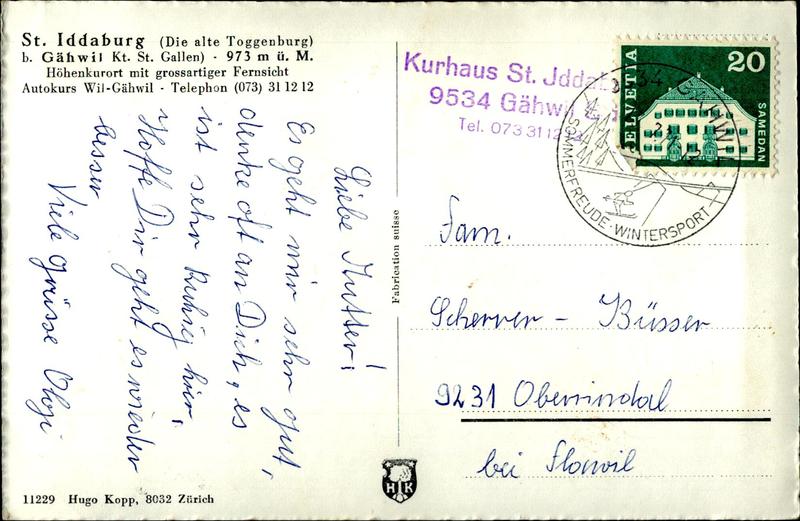 St. Iddaburg (Die alte Toggenburg)
b. Gähwil Kt. St. Gallen) · 973 m ü. M.
Höhenkurort mit grossartiger Fernsicht
Autokurs Wil-Gähwil · Telephon (073) 31 12 12
Liebe Mutter!
Es geht mir sehr gut,
denke oft an Dich, es
ist sehr ruhig hier,
Hoffe Dir geht es wieder
besser
Viele Grüsse
11229 Hugo Kopp, 8032 Zürich
Fabrication suisse
HK
Kurhaus St. Jdda
9534 Gähwil
Tel. 073 31 12
HELVETIA
20
SAMEDAN
GÄHWIL
SOMMERFREUDE · WINTERSPORT
Fam.
Scherrer - Büsser
9231 Oberrindal
bei Flawil